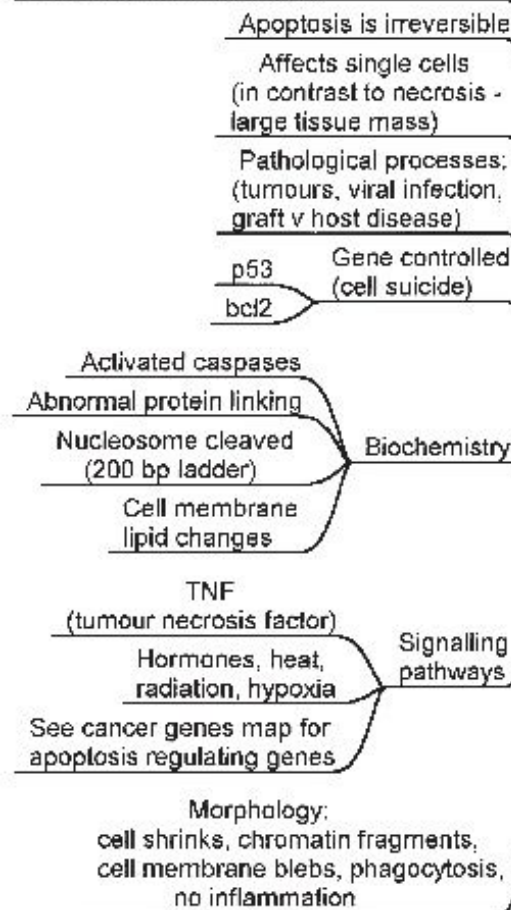 Apoptosis is irreversible
Affects single cells
(in contrast to necrosis -
large tissue mass)
Pathological processes:
(tumours, viral infection,
graft v host disease)
p53
bcl2
Gene controlled
(cell suicide)
Activated caspases
Abnormal protein linking
Nucleosome cleaved
(200 bp ladder)
Cell membrane
lipid changes
Biochemistry
TNF
(tumour necrosis factor)
Hormones, heat,
radiation, hypoxia
See cancer genes map for
apoptosis regulating genes
Signalling
pathways
Morphology:
cell shrinks, chromatin fragments,
cell membrane blebs, phagocytosis,
no inflammation